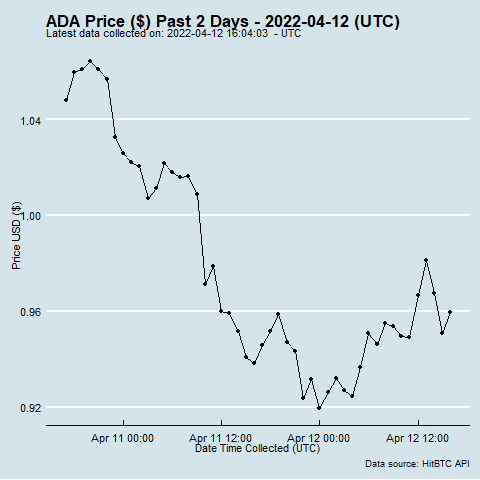 ADA Price ($) Past 2 Days - 2022-04-12 (UTC)
Latest data collected on: 2022-04-12 16:04:03 - UTC
Price USD ($)
1.04
1.00
0.96
0.92
Apr 11 00:00 Apr 11 12:00 Apr 12 00:00 Apr 12 12:00
Date Time Collected (UTC)
Data source: HitBTC API